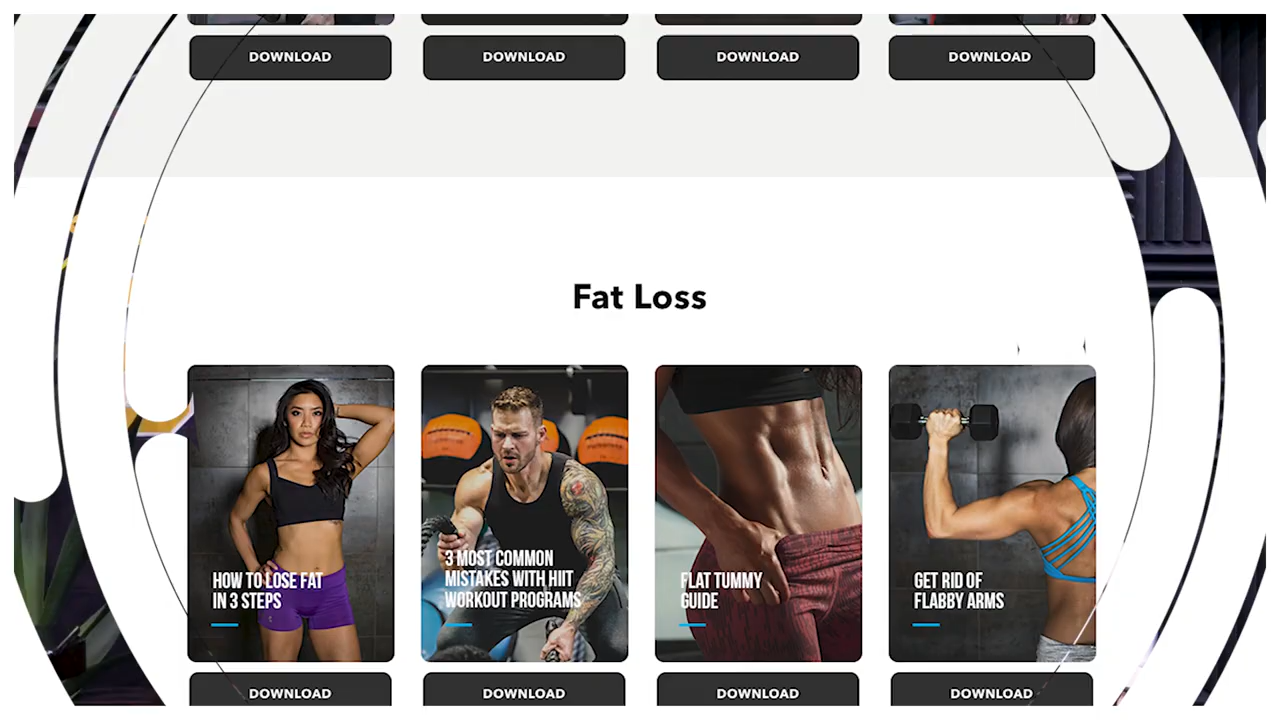 DOWNLOAD DOWNLOAD DOWNLOAD DOWNLOAD
Fat Loss
HOW TO LOSE FAT
IN 3 STEPS
3 MOST COMMON
MISTAKES WITH HIIT
WORKOUT PROGRAMS
FLAT TUMMY
GUIDE
GET RID OF
FLABBY ARMS
DOWNLOAD DOWNLOAD DOWNLOAD DOWNLOAD